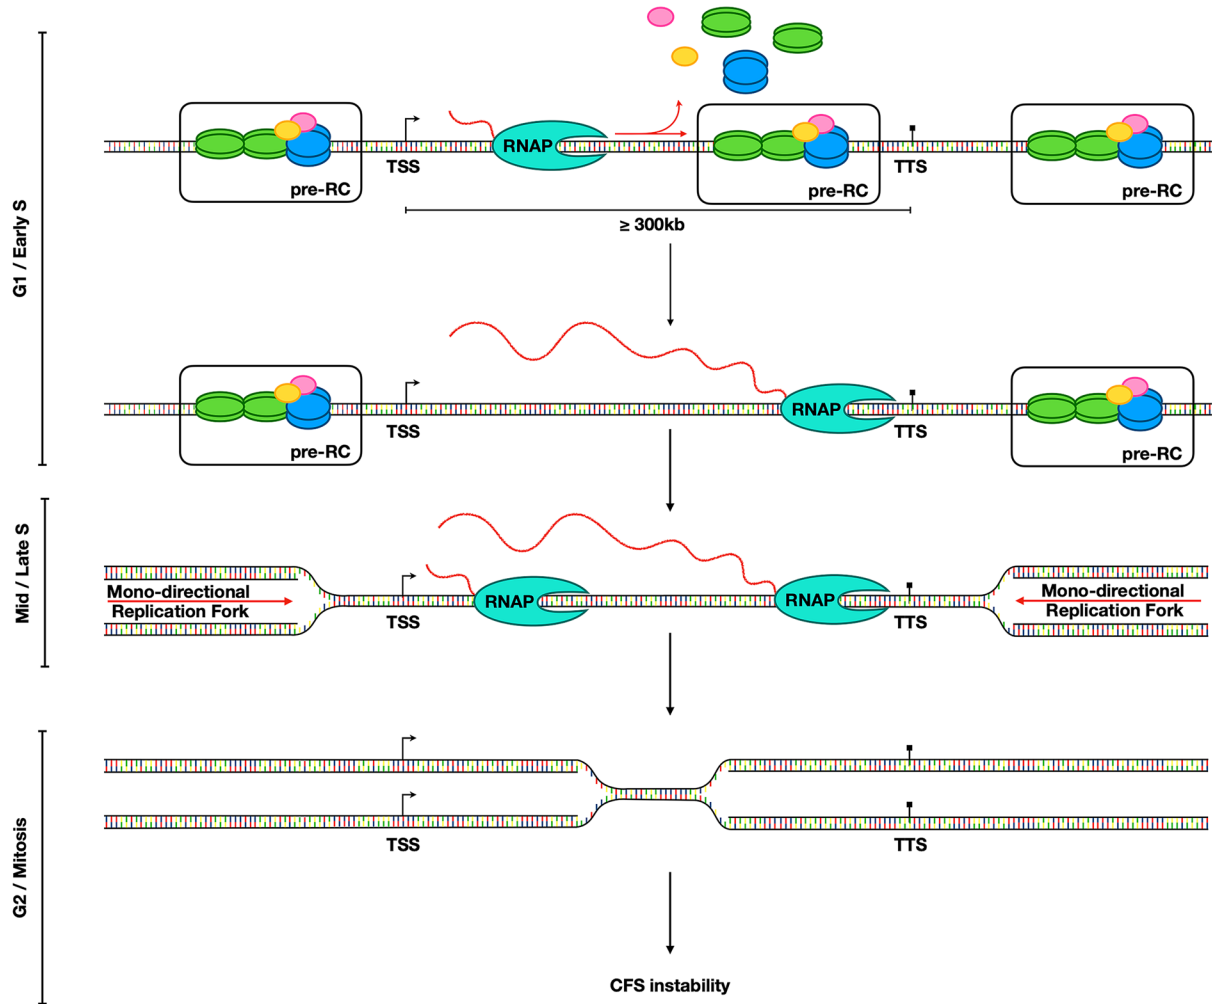 G1 / Early S
RNAP
TSS
TTS
pre-RC
pre-RC
pre-RC
≥ 300kb
RNAP
TSS
TTS
pre-RC
pre-RC
Mid / Late S
Mono-directional
Replication Fork
RNAP
RNAP
Mono-directional
Replication Fork
TSS
TTS
G2 / Mitosis
TSS
TTS
CFS instability